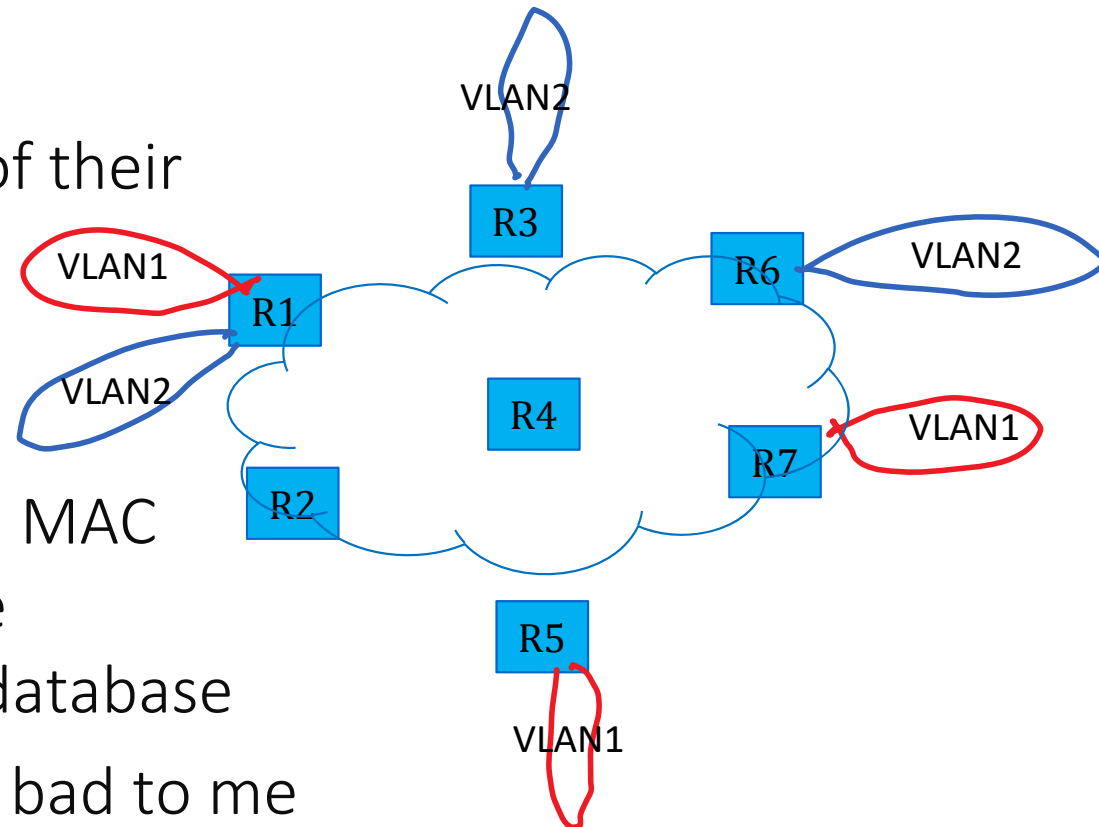 VLAN2
of their
R3
VLAN1
R6
VLAN2
R1
VLAN2
R4
VLAN1
R7
R2
MAC
e
R5
database
VLAN1
bad to me